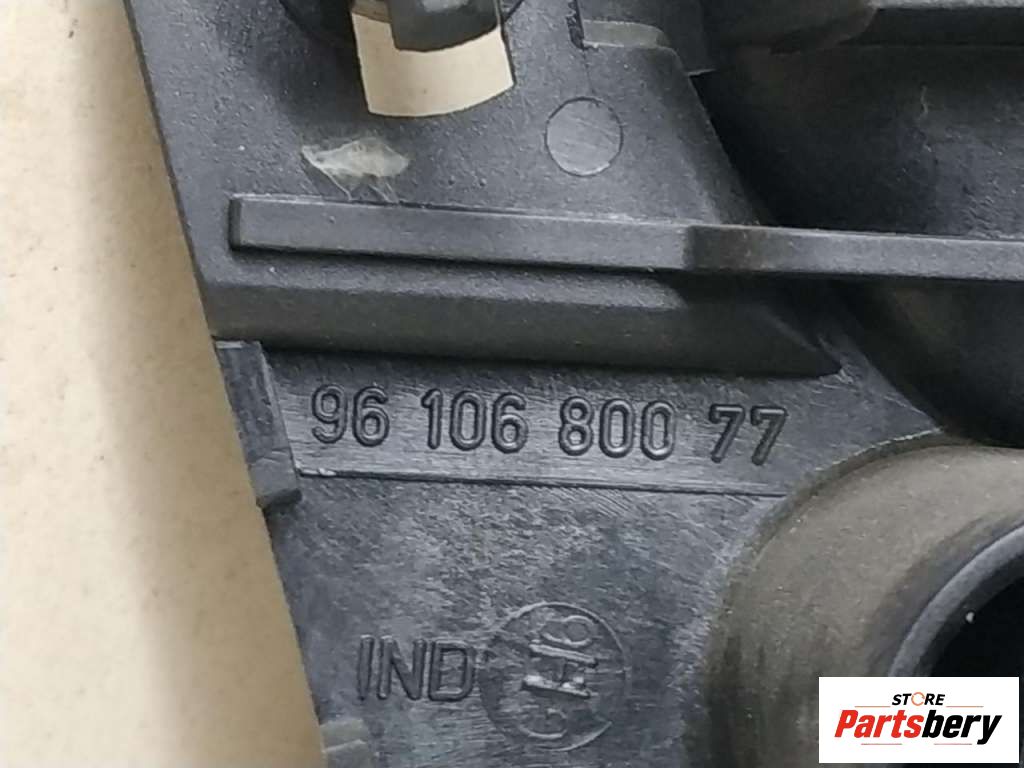 96 106 800 77
IND
STORE
Partsbery